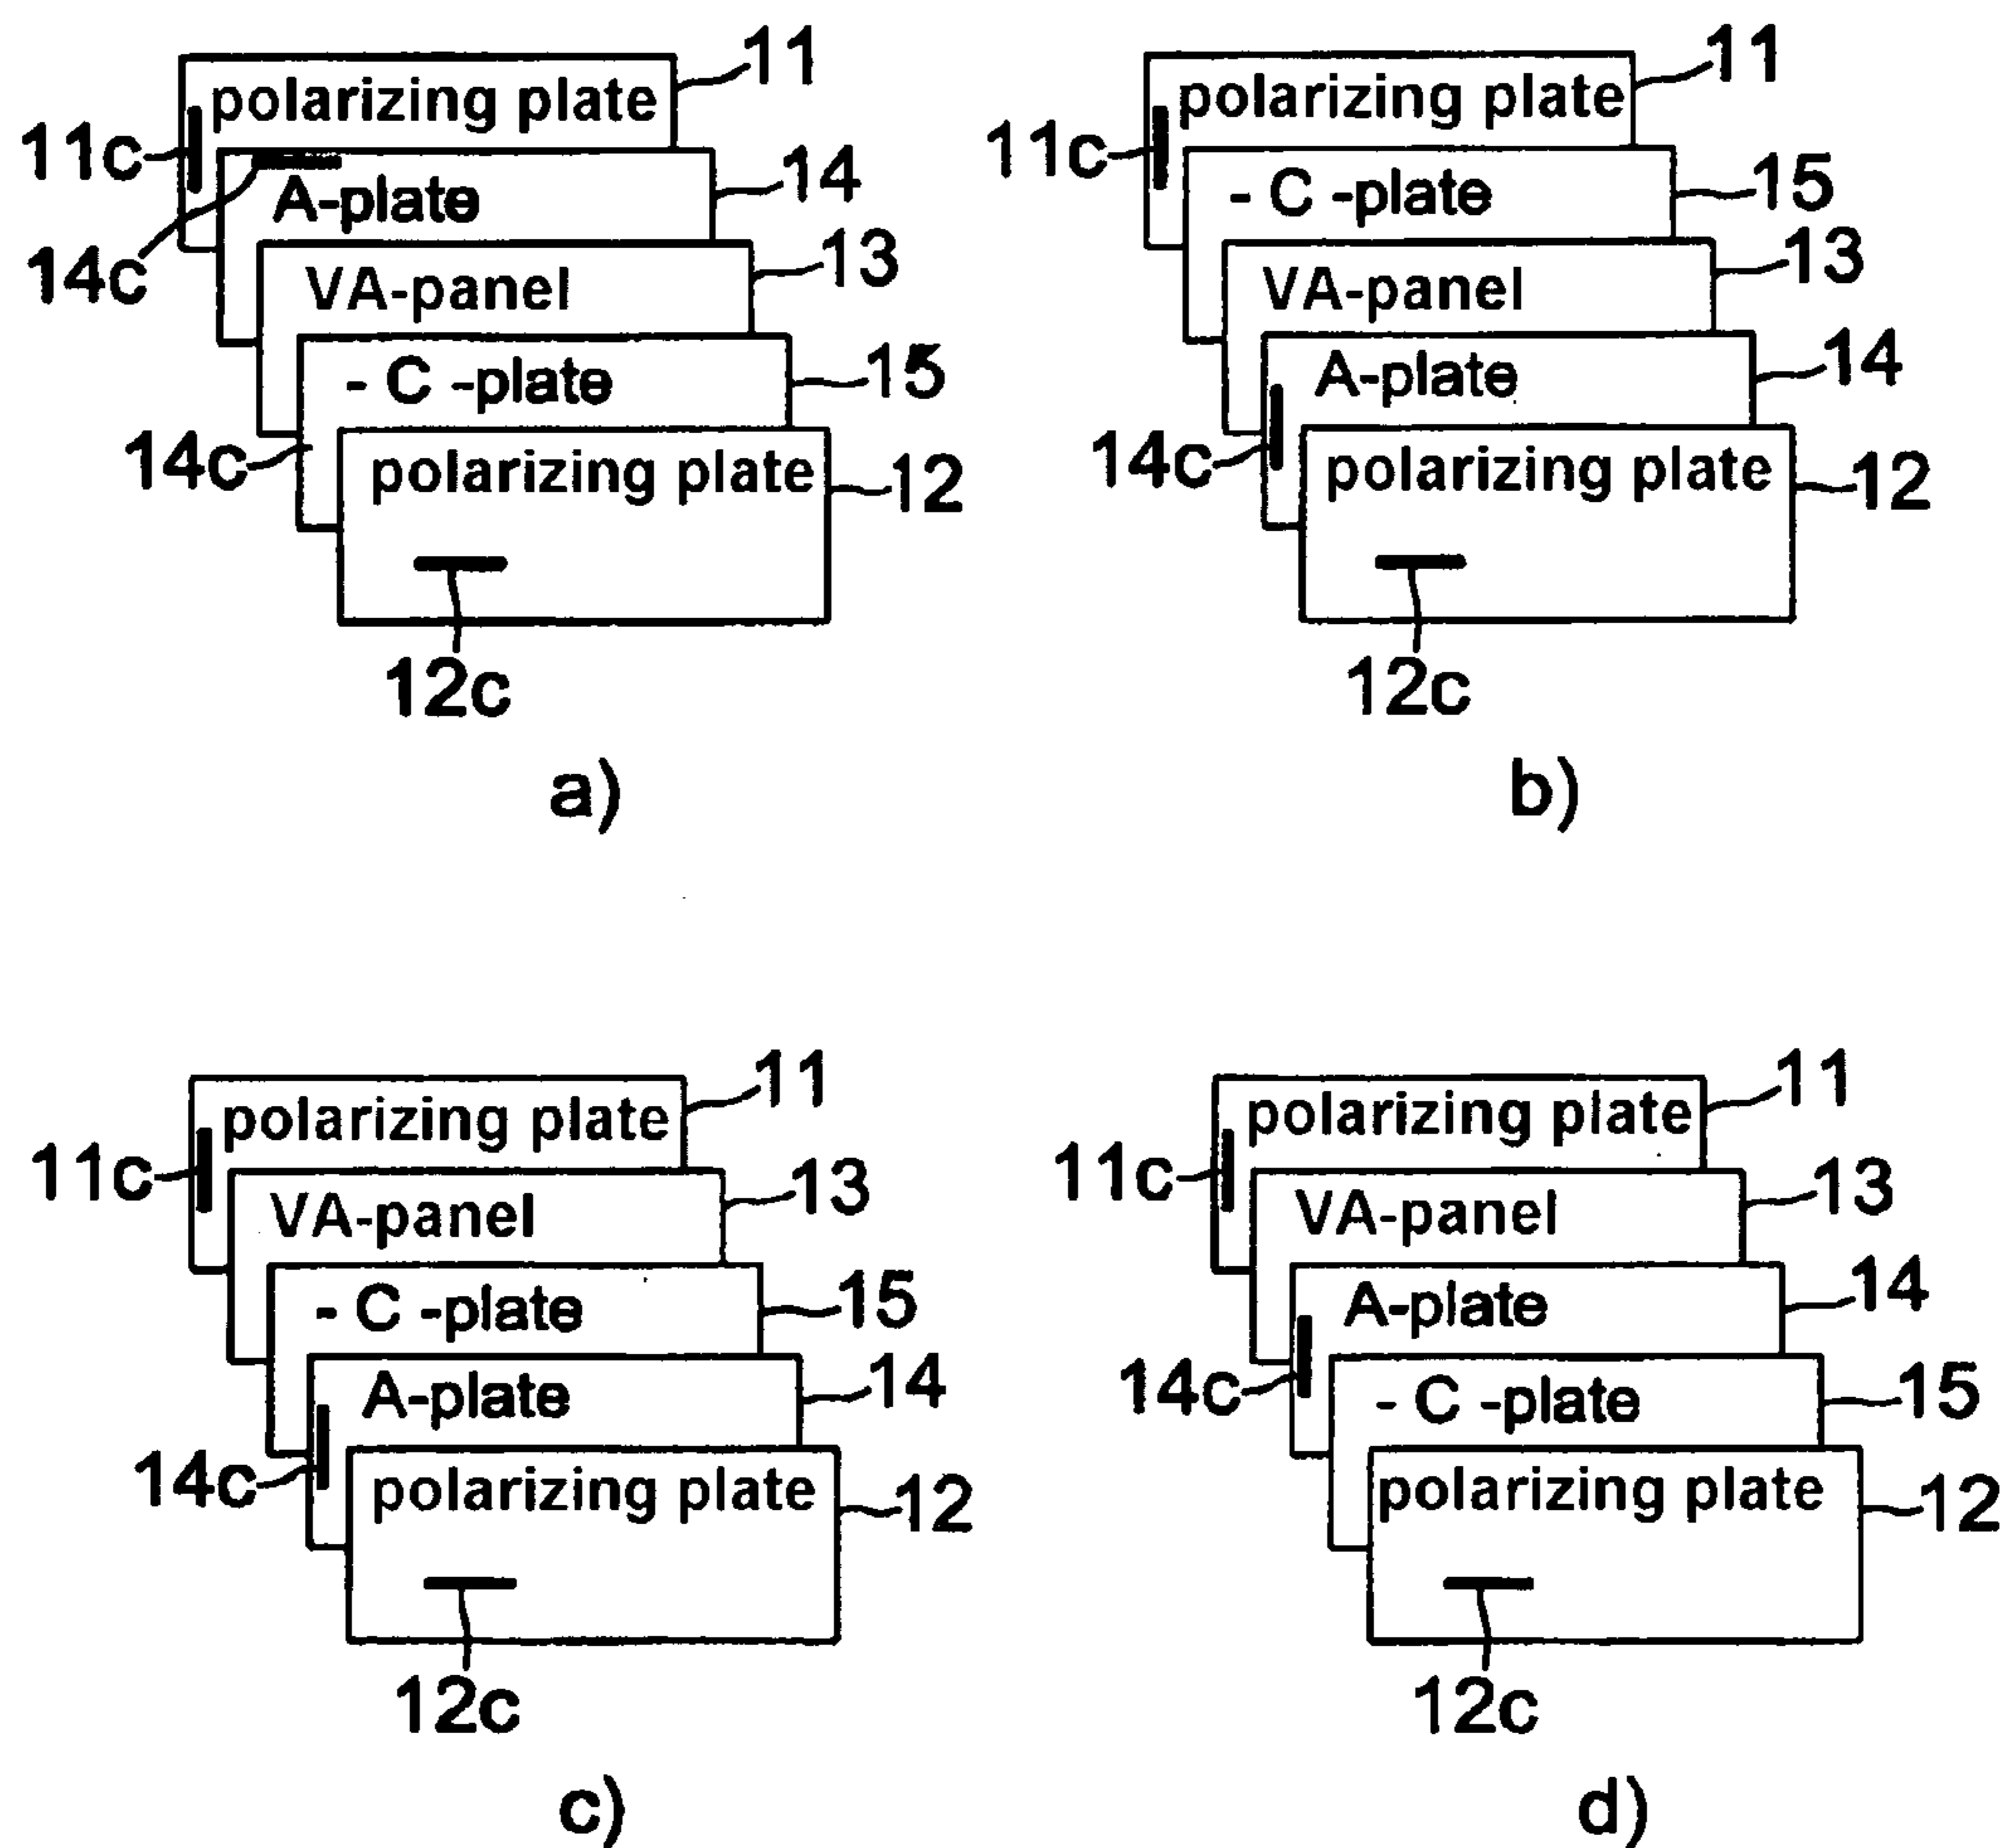 11
polarizing plate
11c
14
A-plate
14c
13
VA-panel
15
- C -plate
14c
polarizing plate
12
12c
a)
11
polarizing plate
11c
15
- C -plate
13
VA-panel
14
A-plate
14c
polarizing plate
12
12c
b)
11
polarizing plate
11c
13
VA-panel
15
- C -plate
14
A-plate
14c
polarizing plate
12
12c
c)
11
polarizing plate
11c
13
VA-panel
14
A-plate
14c
15
- C -plate
polarizing plate
12
12c
d)